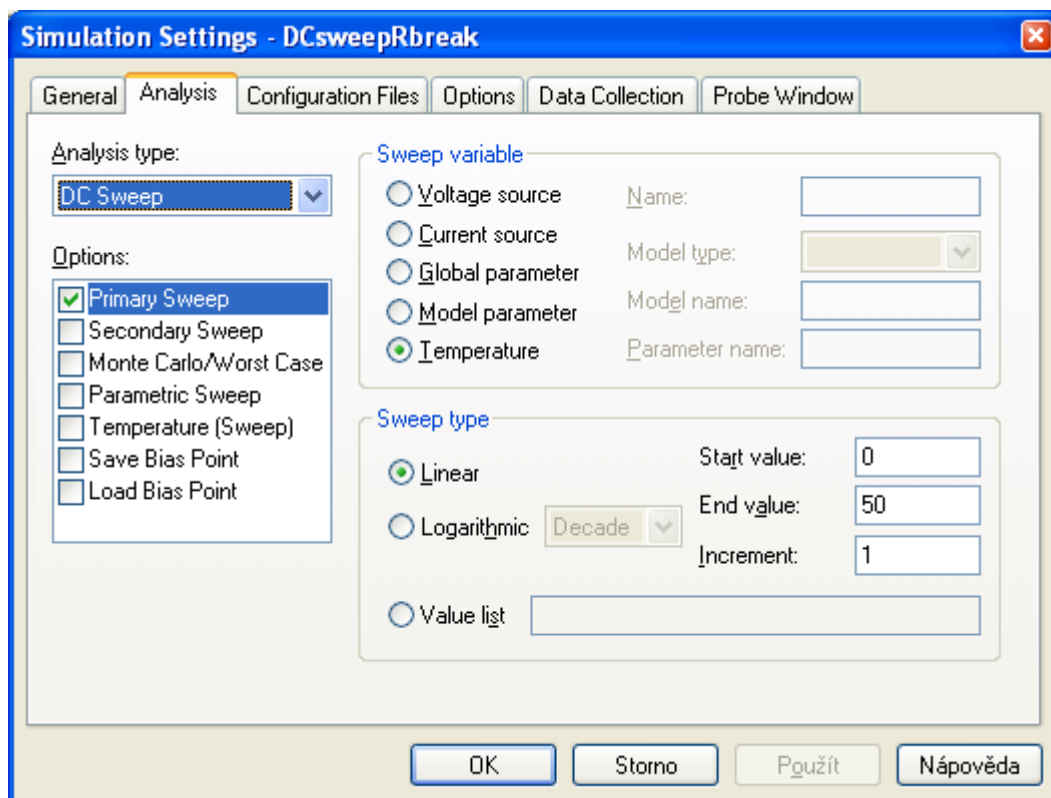 Simulation Settings - DCsweepRbreak
General Analysis Configuration Files Options Data Collection Probe Window
Analysis type:
DC Sweep
Options:
Primary Sweep
Secondary Sweep
Monte Carlo/Worst Case
Parametric Sweep
Temperature (Sweep)
Save Bias Point
Load Bias Point
Sweep variable
Voltage source
Current source
Global parameter
Model parameter
Temperature
Name:
Model type:
Model name:
Parameter name:
Sweep type
Linear
Logarithmic Decade
Value list
Start value: 0
End value: 50
Increment: 1
OK Storno Použít Nápověda